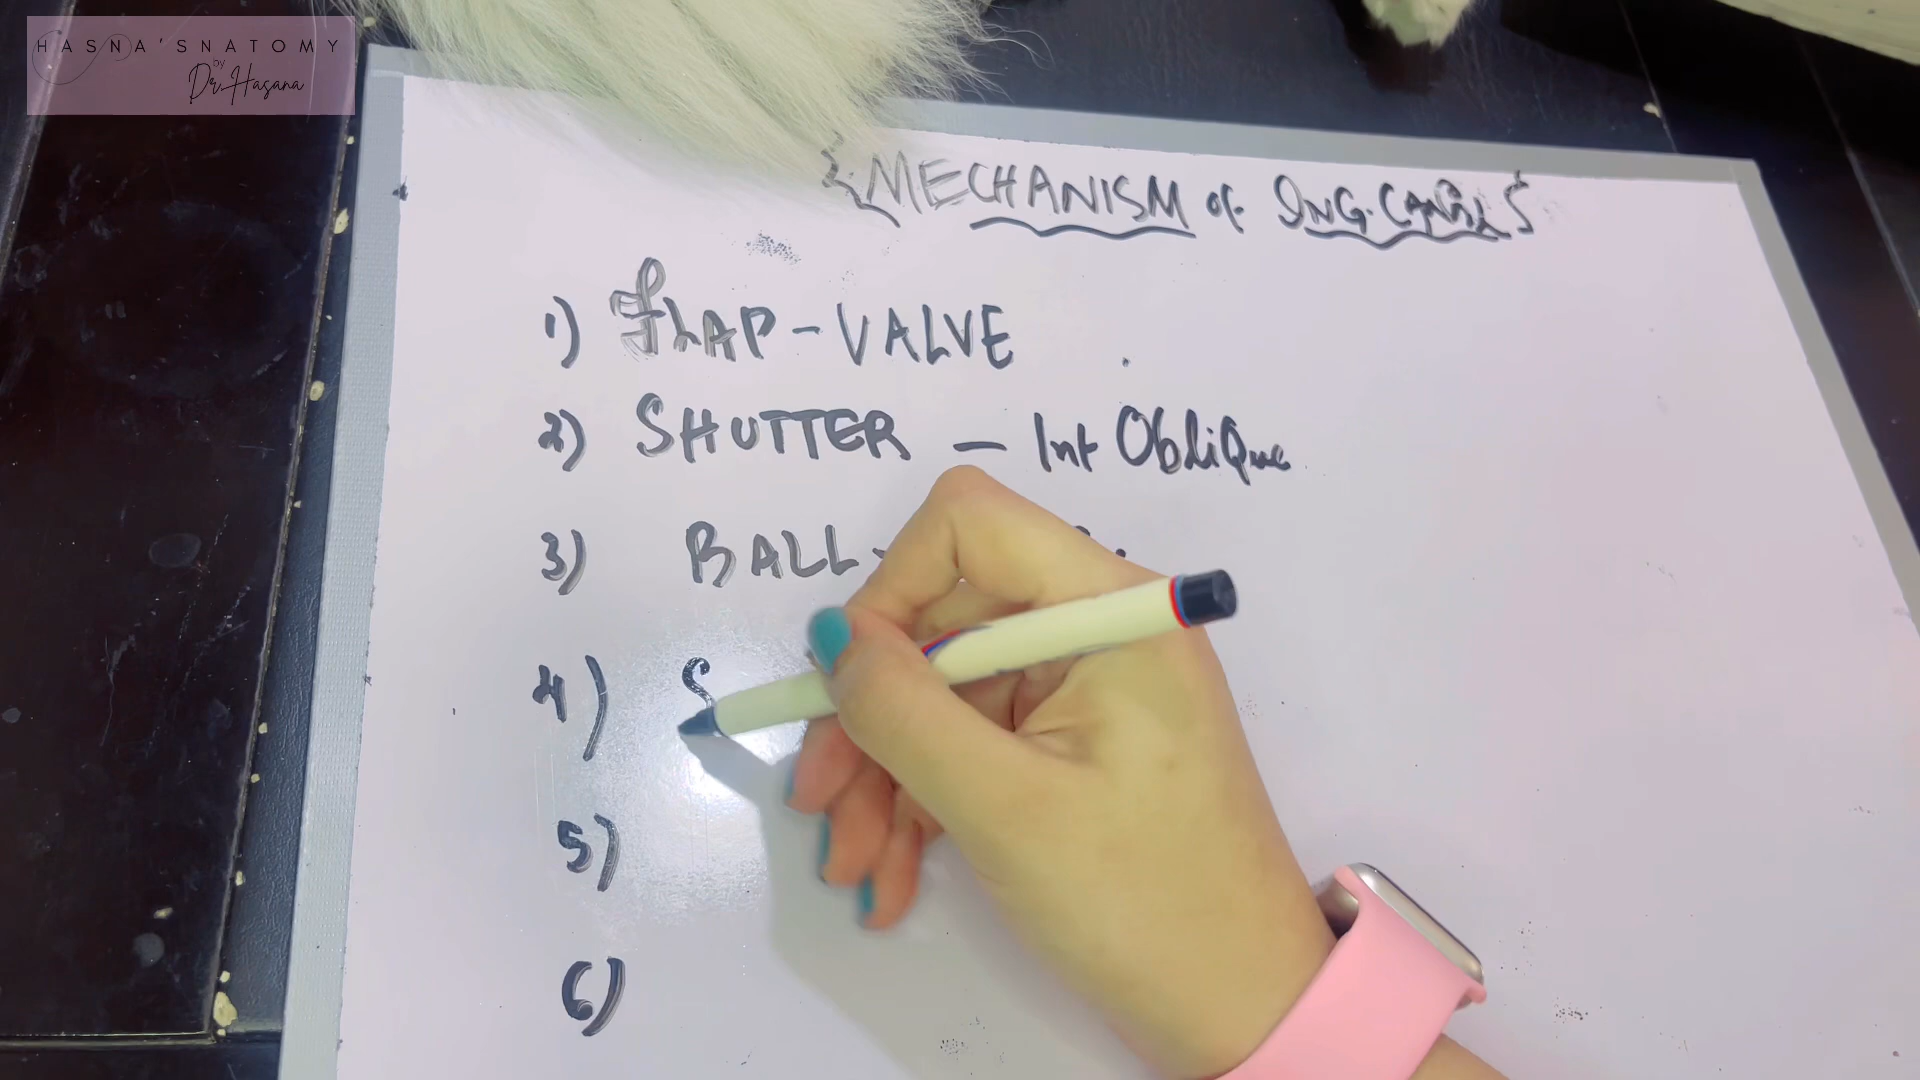 HASNA'SNATOMY
by
Dr.Hasana
MECHANISM of ING.CANAL
1) FLAP-VALVE
2) SHUTTER - Int Oblique
3) BALL-
4) S
5)
6)